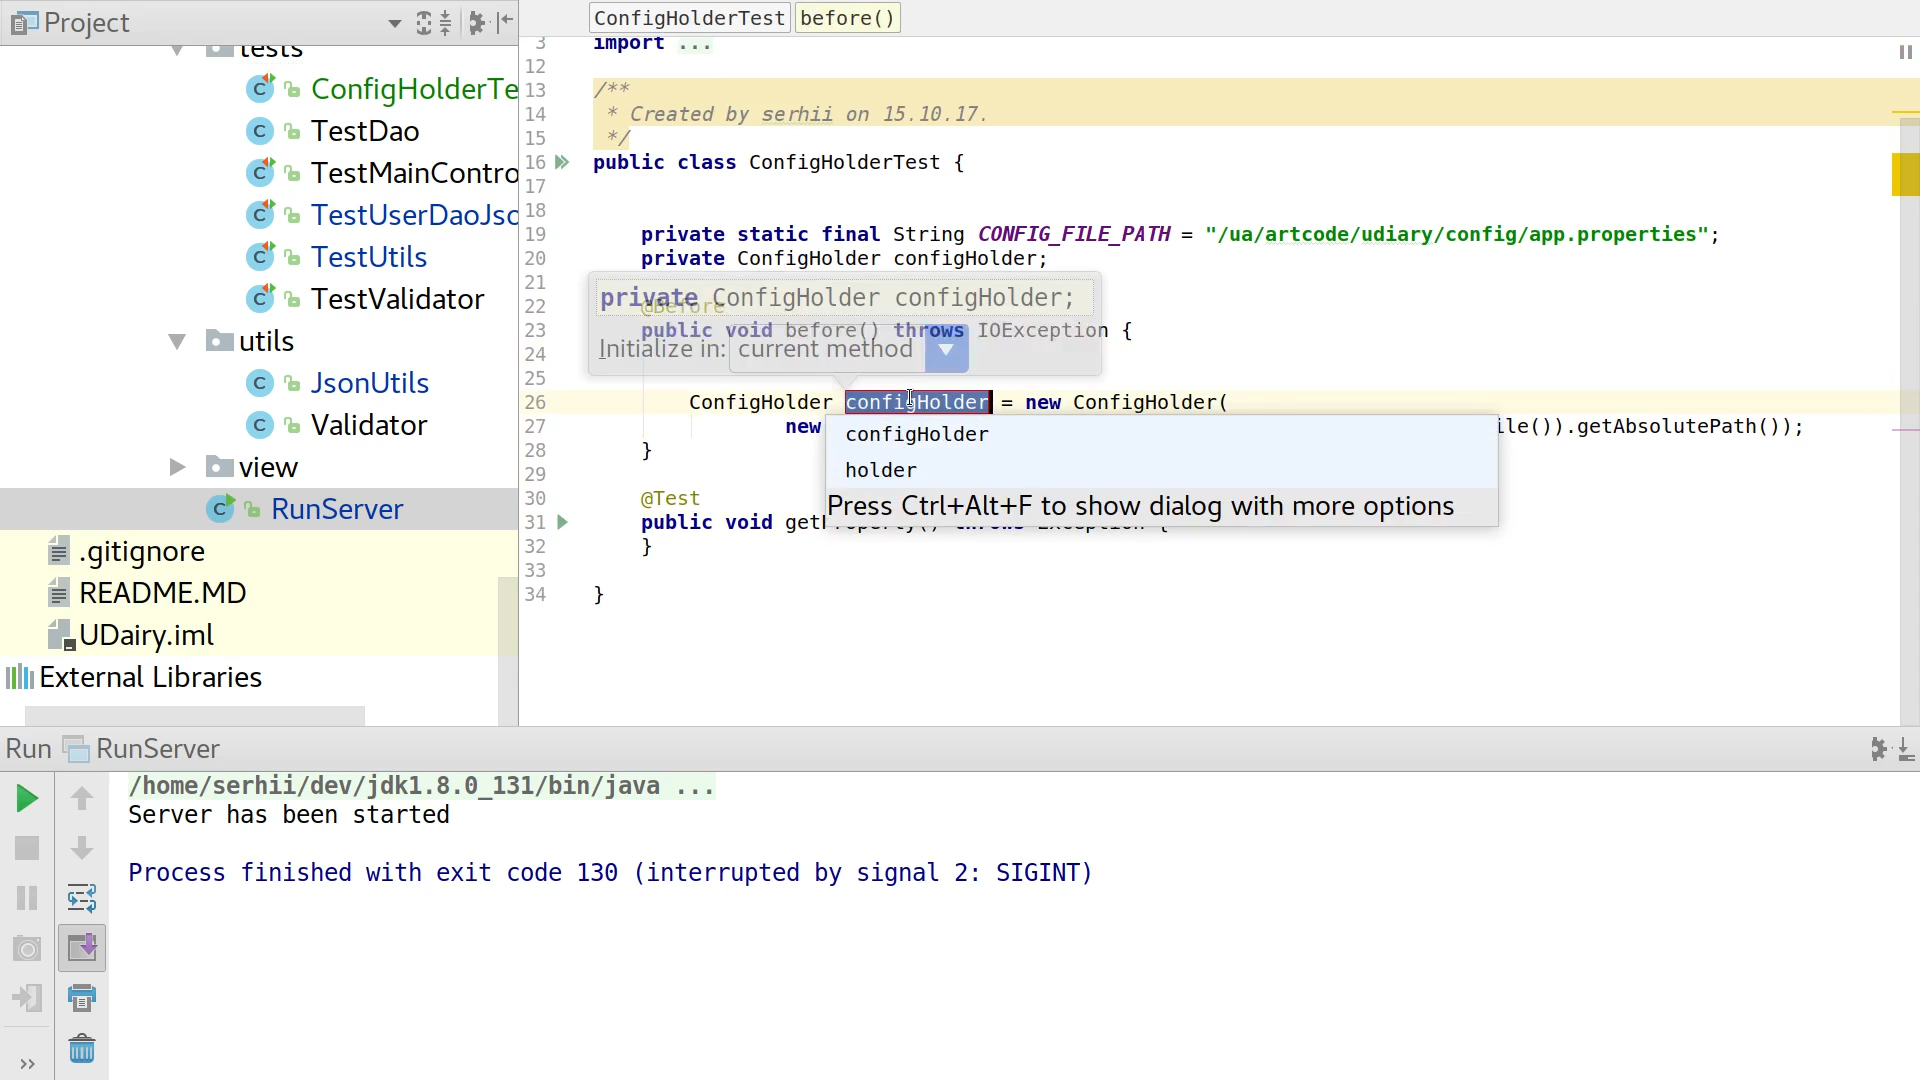 Project
tests
ConfigHolderTe
TestDao
TestMainContro
TestUserDaoJso
TestUtils
TestValidator
utils
JsonUtils
Validator
view
RunServer
.gitignore
README.MD
UDairy.iml
External Libraries
ConfigHolderTest before()
3 import ...
12
13 /**
14 * Created by serhii on 15.10.17.
15 */
16 public class ConfigHolderTest {
17
18
19 private static final String CONFIG_FILE_PATH = "/ua/artcode/udiary/config/app.properties";
20 private ConfigHolder configHolder;
21
private ConfigHolder configHolder;
22 @Before
23 public void before() throws IOException {
Initialize in: current method
24
25
26 ConfigHolder configHolder = new ConfigHolder(
27 new ile()).getAbsolutePath());
configHolder
28 }
holder
29
Press Ctrl+Alt+F to show dialog with more options
30 @Test
31 public void getProperty() throws Exception {
32 }
33
34 }
Run RunServer
/home/serhii/dev/jdk1.8.0_131/bin/java ...
Server has been started
Process finished with exit code 130 (interrupted by signal 2: SIGINT)